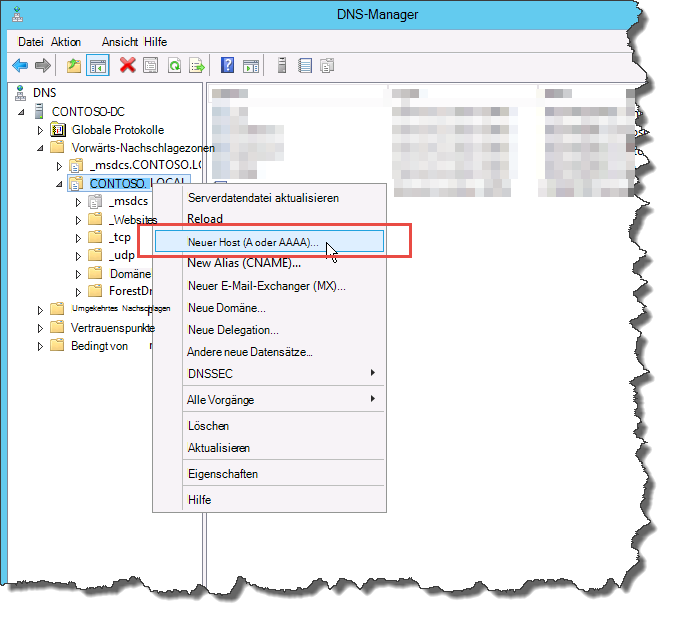 DNS-Manager
Datei Aktion Ansicht Hilfe
DNS
CONTOSO-DC
Globale Protokolle
Vorwärts-Nachschlagezonen
_msdcs.CONTOSO.LO
CONTOSO.LOCAL
_msdcs
_Websites
_tcp
_udp
Domäne
ForestDr
Umgekehrtes Nachschlagen
Vertrauenspunkte
Bedingt von
Serverdatendatei aktualisieren
Reload
Neuer Host (A oder AAAA)...
New Alias (CNAME)...
Neuer E-Mail-Exchanger (MX)...
Neue Domäne...
Neue Delegation...
Andere neue Datensätze...
DNSSEC
Alle Vorgänge
Löschen
Aktualisieren
Eigenschaften
Hilfe